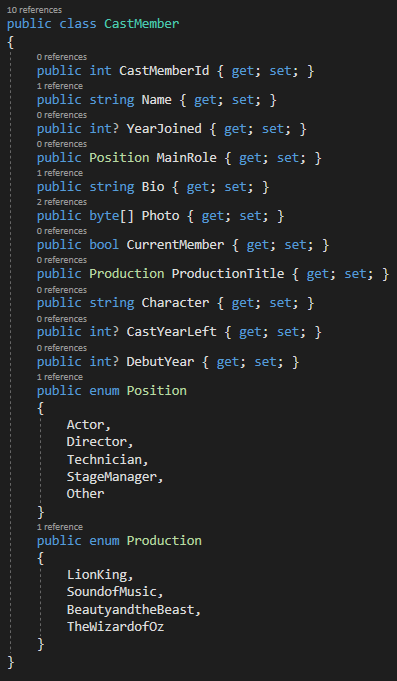 10 references
public class CastMember
{
0 references
public int CastMemberId { get; set; }
1 reference
public string Name { get; set; }
0 references
public int? YearJoined { get; set; }
0 references
public Position MainRole { get; set; }
1 reference
public string Bio { get; set; }
2 references
public byte[] Photo { get; set; }
0 references
public bool CurrentMember { get; set; }
0 references
public Production ProductionTitle { get; set; }
0 references
public string Character { get; set; }
0 references
public int? CastYearLeft { get; set; }
0 references
public int? DebutYear { get; set; }
1 reference
public enum Position
{
Actor,
Director,
Technician,
StageManager,
Other
}
1 reference
public enum Production
{
LionKing,
SoundofMusic,
BeautyandtheBeast,
TheWizardofOz
}
}